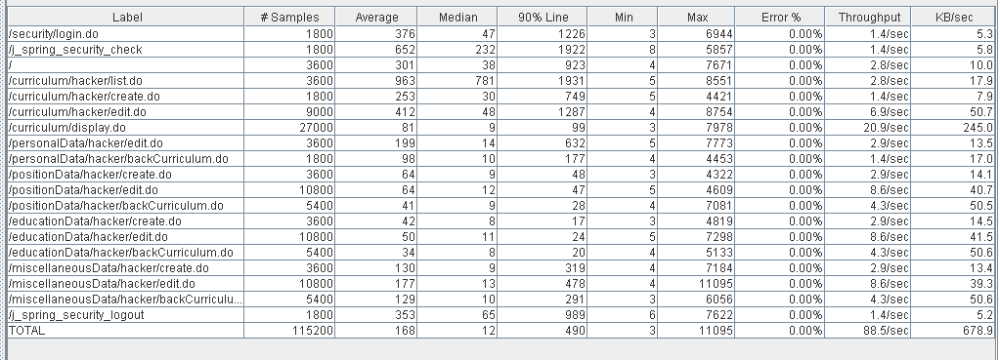 Label # Samples Average Median 90% Line Min Max Error % Throughput KB/sec
/security/login.do 1800 376 47 1226 3 6944 0.00% 1.4/sec 5.3
/j_spring_security_check 1800 652 232 1922 8 5857 0.00% 1.4/sec 5.8
/ 3600 301 38 923 4 7671 0.00% 2.8/sec 10.0
/curriculum/hacker/list.do 3600 963 781 1931 5 8551 0.00% 2.8/sec 17.9
/curriculum/hacker/create.do 1800 253 30 749 5 4421 0.00% 1.4/sec 7.9
/curriculum/hacker/edit.do 9000 412 48 1287 4 8754 0.00% 6.9/sec 50.7
/curriculum/display.do 27000 81 9 99 3 7978 0.00% 20.9/sec 245.0
/personalData/hacker/edit.do 3600 199 14 632 5 7773 0.00% 2.9/sec 13.5
/personalData/hacker/backCurriculum.do 1800 98 10 177 4 4453 0.00% 1.4/sec 17.0
/positionData/hacker/create.do 3600 64 9 48 3 4322 0.00% 2.9/sec 14.1
/positionData/hacker/edit.do 10800 64 12 47 5 4609 0.00% 8.6/sec 40.7
/positionData/hacker/backCurriculum.do 5400 41 9 28 4 7081 0.00% 4.3/sec 50.5
/educationData/hacker/create.do 3600 42 8 17 3 4819 0.00% 2.9/sec 14.5
/educationData/hacker/edit.do 10800 50 11 24 5 7298 0.00% 8.6/sec 41.5
/educationData/hacker/backCurriculum.do 5400 34 8 20 4 5133 0.00% 4.3/sec 50.6
/miscellaneousData/hacker/create.do 3600 130 9 319 4 7184 0.00% 2.9/sec 13.4
/miscellaneousData/hacker/edit.do 10800 177 13 478 4 11095 0.00% 8.6/sec 39.3
/miscellaneousData/hacker/backCurriculu... 5400 129 10 291 3 6056 0.00% 4.3/sec 50.6
/j_spring_security_logout 1800 353 65 989 6 7622 0.00% 1.4/sec 5.2
TOTAL 115200 168 12 490 3 11095 0.00% 88.5/sec 678.9